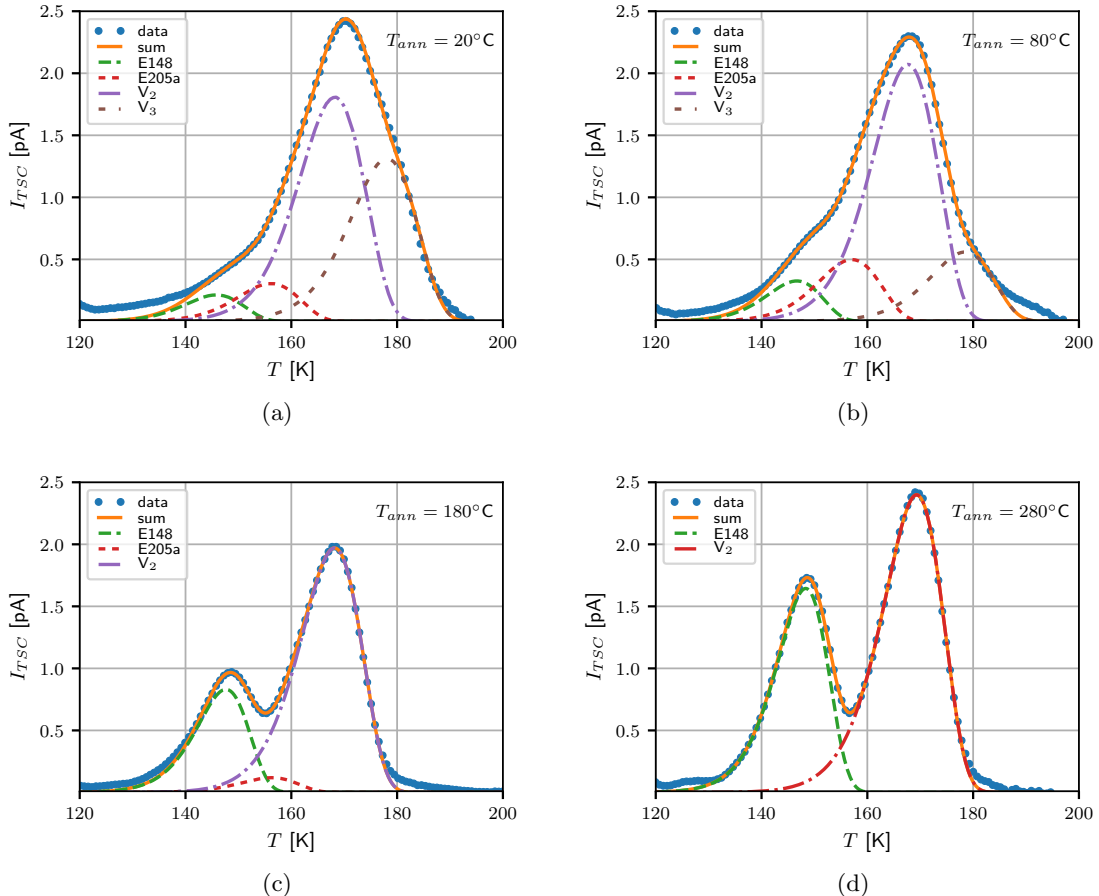 2.5
2.0
1.5
1.0
0.5
I_TSC [pA]
data
sum
E148
E205a
V₂
V₃
T_ann = 20°C
120 140 160 180 200
T [K]
(a)
2.5
2.0
1.5
1.0
0.5
I_TSC [pA]
data
sum
E148
E205a
V₂
V₃
T_ann = 80°C
120 140 160 180 200
T [K]
(b)
2.5
2.0
1.5
1.0
0.5
I_TSC [pA]
data
sum
E148
E205a
V₂
T_ann = 180°C
120 140 160 180 200
T [K]
(c)
2.5
2.0
1.5
1.0
0.5
I_TSC [pA]
data
sum
E148
V₂
T_ann = 280°C
120 140 160 180 200
T [K]
(d)